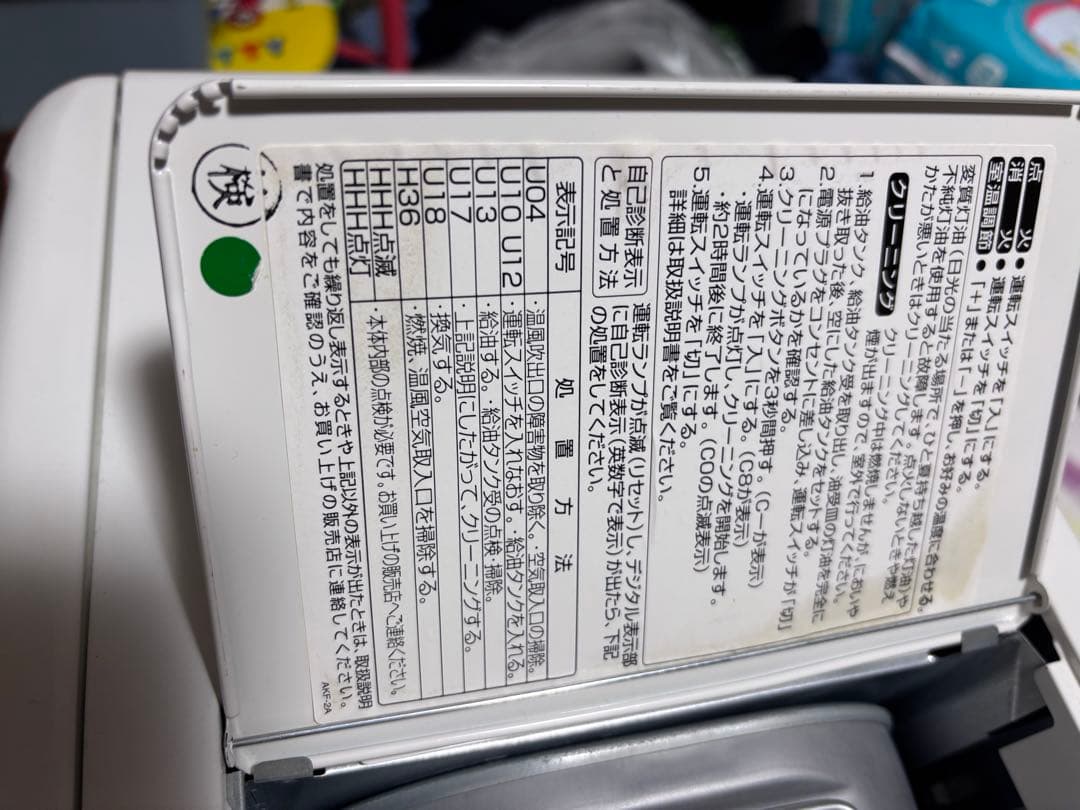 点火 ● 運転スイッチを「入」にする。
消火 ● 運転スイッチを「切」にする。
室温調節 ● 「+」または「-」を押し、お好みの温度に合わせる。
変質灯油(日光の当たる場所で、ひと夏持ち越した灯油)や
不純灯油を使用すると故障します。点火しないときや燃え
かたが悪いときはクリーニングしてください。
クリーニング クリーニング中は燃焼しませんが、においや
煙が出ますので、室外で行ってください。
1.給油タンク、給油タンク受を取り出し、油受皿の灯油を完全に
抜き取った後、空にした給油タンクをセットする。
2.電源プラグをコンセントに差し込み、運転スイッチが「切」
になっているかを確認する。
3.クリーニングボタンを3秒間押す。(C-が表示)
4.運転スイッチを「入」にする。(C8が表示)
・運転ランプが点灯し、クリーニングを開始します。
・約2時間後に終了します。(C0の点滅表示)
5.運転スイッチを「切」にする。
詳細は取扱説明書をご覧ください。
自己診断表示
と処置方法
運転ランプが点滅(リセット)し、デジタル表示部
に自己診断表示(英数字で表示)が出たら、下記
の処置をしてください。
表示記号 処置方法
U04 ・温風吹出口の障害物を取り除く。・空気取入口の掃除。
U10 U12 ・運転スイッチを入れなおす。・給油タンクを入れる。
U13 給油する。・給油タンク受の点検・掃除。
U17 ・上記説明にしたがって、クリーニングする。
U18 換気する。
H36 ・燃焼、温風空気取入口を掃除する。
HHH点滅 ・本体内部の点検が必要です。お買い上げの販売店へご連絡ください。
HHH点灯
処置をしても繰り返し表示するときや上記以外の表示が出たときは、取扱説明
書で内容をご確認のうえ、お買い上げの販売店に連絡してください。
AKF-2A
検